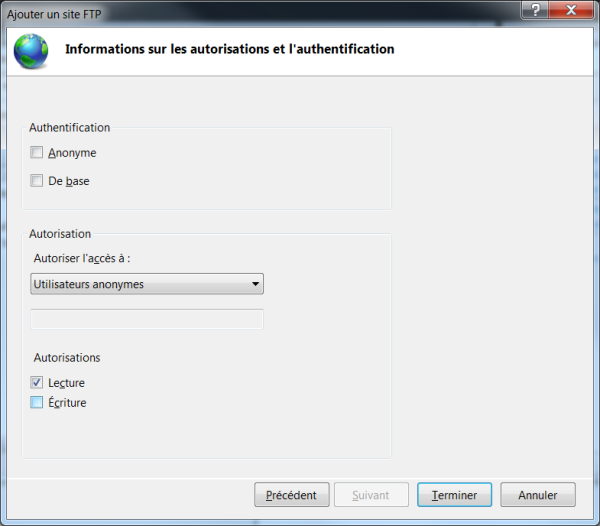 Ajouter un site FTP
Informations sur les autorisations et l'authentification
Authentification
Anonyme
De base
Autorisation
Autoriser l'accès à :
Utilisateurs anonymes
Autorisations
Lecture
Écriture
Précédent Suivant Terminer Annuler